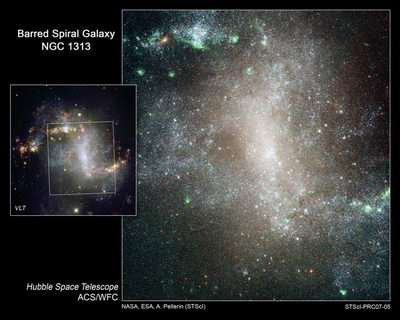 Barred Spiral Galaxy
NGC 1313
VLT
Hubble Space Telescope
ACS/WFC
NASA, ESA, A. Pellerin (STScI)
STScI-PRC07-05